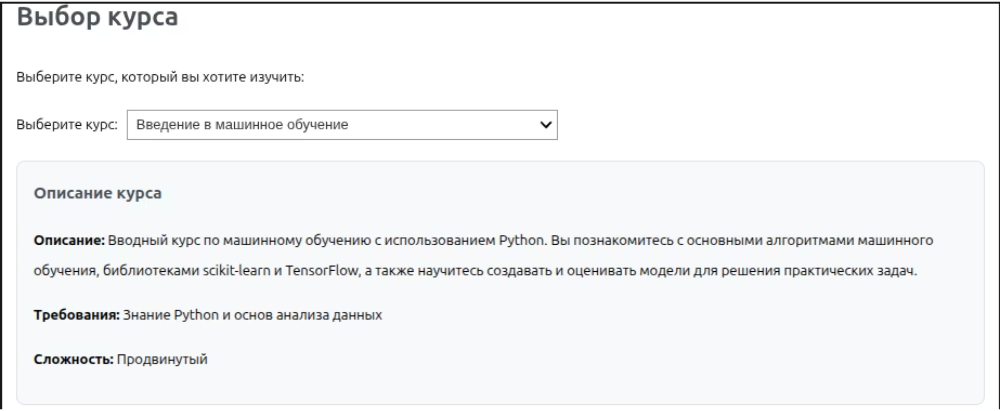 Выбор курса
Выберите курс, который вы хотите изучить:
Выберите курс: Введение в машинное обучение
Описание курса
Описание: Вводный курс по машинному обучению с использованием Python. Вы познакомитесь с основными алгоритмами машинного
обучения, библиотеками scikit-learn и TensorFlow, а также научитесь создавать и оценивать модели для решения практических задач.
Требования: Знание Python и основ анализа данных
Сложность: Продвинутый